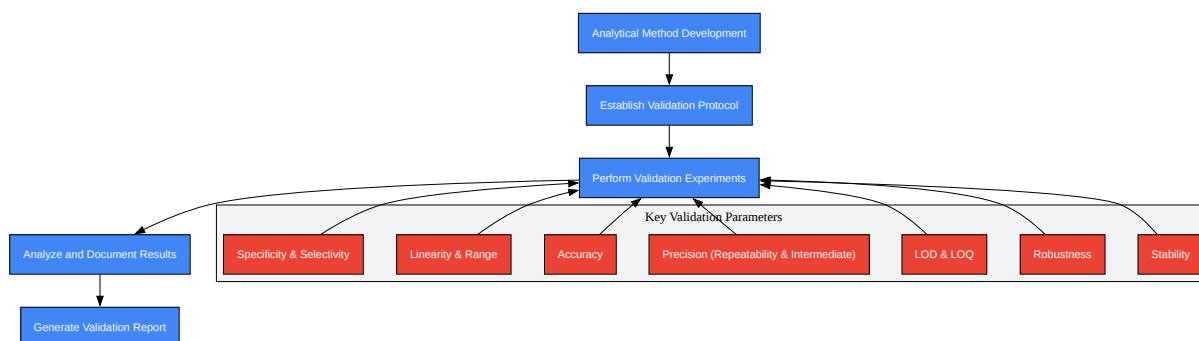 Analytical Method Development
Establish Validation Protocol
Perform Validation Experiments
Key Validation Parameters
Analyze and Document Results
Specificity & Selectivity
Linearity & Range
Accuracy
Precision (Repeatability & Intermediate)
LOD & LOQ
Robustness
Stability
Generate Validation Report